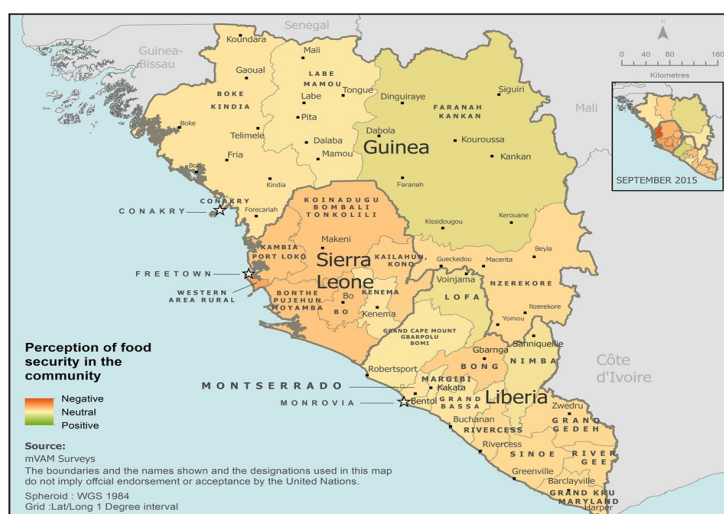 Senegal
Guinea-
Bissau
Mali
Koundara
Mali
Gaoual
LABE
MAMOU
Tongue
Labe
Pita
Dalaba
Mamou
BOKE
KINDIA
Boke
Telimele
Fria
Boffa
Kindia
Forecariah
CONAKRY
CONAKRY
Siguiri
Dinguiraye
FARANAH
KANKAN
Dabola
Kouroussa
Guinea
Kankan
Faranah
Kissidougou
Kerouane
Beyla
Macenta
Gueckedou
NZEREKORE
Nzerekore
Yomou
KOINADUGU
BOMBALI
TONKOLILI
Makeni
KAMBIA
PORT LOKO
Sierra
Leone
KAILAHUN,
KONO
FREETOWN
WESTERN
AREA RURAL
BONTHE
PUJEHUN
MOYAMBA
Bo
BO
KENEMA
Kenema
Voinjama
LOFA
GRAND CAPE MOUNT
GBARPOLU
BOMI
Sanniquellie
NIMBA
Gbarnga
BONG
Robertsport
MARGIBI
Kakata
MONTSERRADO
MONROVIA
Bentol
GRAND
BASSA
Liberia
Buchanan
RIVERCESS
Rivercess
Zwedru
GRAND
GEDEH
SINOE
RIVER
GEE
Greenville
Barclayville
GRAND KRU
MARYLAND
Harper
Côte
d'Ivoire
N
0 20 40 80 120 160
Kilometres
SEPTEMBER 2015
Perception of food
security in the
community
Negative
Neutral
Positive
Source:
mVAM Surveys
The boundaries and the names shown and the designations used in this map
do not imply offcial endorsement or acceptance by the United Nations.
Spheroid : WGS 1984
Grid :Lat/Long 1 Degree interval